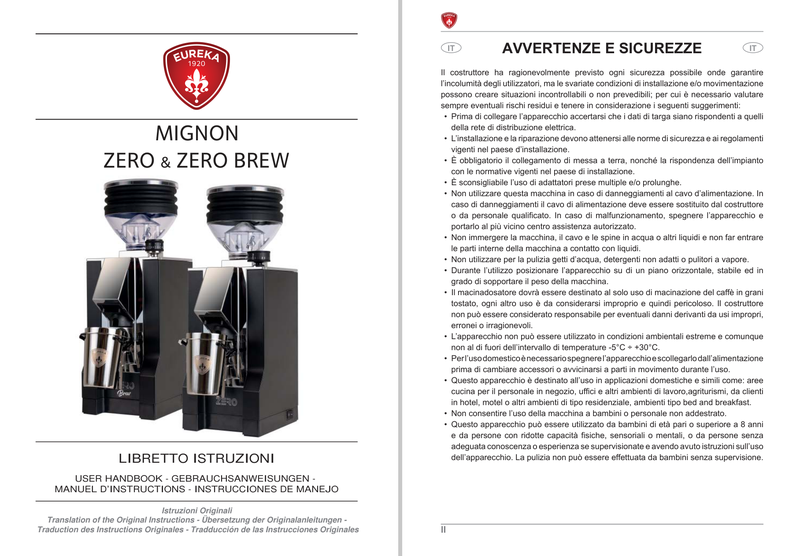 EUREKA
1920
MIGNON
ZERO & ZERO BREW
ZERO
Brew
ZERO
LIBRETTO ISTRUZIONI
USER HANDBOOK - GEBRAUCHSANWEISUNGEN -
MANUEL D'INSTRUCTIONS - INSTRUCCIONES DE MANEJO
Istruzioni Originali
Translation of the Original Instructions - Übersetzung der Originalanleitungen -
Traduction des Instructions Originales - Tradducción de las Instrucciones Originales
IT
AVVERTENZE E SICUREZZE
IT
Il costruttore ha ragionevolmente previsto ogni sicurezza possibile onde garantire
l'incolumità degli utilizzatori, ma le svariate condizioni di installazione e/o movimentazione
possono creare situazioni incontrollabili o non prevedibili; per cui è necessario valutare
sempre eventuali rischi residui e tenere in considerazione i seguenti suggerimenti:
• Prima di collegare l'apparecchio accertarsi che i dati di targa siano rispondenti a quelli
della rete di distribuzione elettrica.
• L'installazione e la riparazione devono attenersi alle norme di sicurezza e ai regolamenti
vigenti nel paese d'installazione.
• È obbligatorio il collegamento di messa a terra, nonché la rispondenza dell'impianto
con le normative vigenti nel paese di installazione.
• È sconsigliabile l'uso di adattatori prese multiple e/o prolunghe.
• Non utilizzare questa macchina in caso di danneggiamenti al cavo d'alimentazione. In
caso di danneggiamenti il cavo di alimentazione deve essere sostituito dal costruttore
o da personale qualificato. In caso di malfunzionamento, spegnere l'apparecchio e
portarlo al più vicino centro assistenza autorizzato.
• Non immergere la macchina, il cavo e le spine in acqua o altri liquidi e non far entrare
le parti interne della macchina a contatto con liquidi.
• Non utilizzare per la pulizia getti d'acqua, detergenti non adatti o pulitori a vapore.
• Durante l'utilizzo posizionare l'apparecchio su di un piano orizzontale, stabile ed in
grado di sopportare il peso della macchina.
• Il macinadosatore dovrà essere destinato al solo uso di macinazione del caffè in grani
tostato, ogni altro uso è da considerarsi improprio e quindi pericoloso. Il costruttore
non può essere considerato responsabile per eventuali danni derivanti da usi impropri,
erronei o irragionevoli.
• L'apparecchio non può essere utilizzato in condizioni ambientali estreme e comunque
non al di fuori dell'intervallo di temperature -5°C ÷ +30°C.
• Per l'uso domestico è necessario spegnere l'apparecchio e scollegarlo dall'alimentazione
prima di cambiare accessori o avvicinarsi a parti in movimento durante l'uso.
• Questo apparecchio è destinato all'uso in applicazioni domestiche e simili come: aree
cucina per il personale in negozio, uffici e altri ambienti di lavoro,agriturismi, da clienti
in hotel, motel o altri ambienti di tipo residenziale, ambienti tipo bed and breakfast.
• Non consentire l'uso della macchina a bambini o personale non addestrato.
• Questo apparecchio può essere utilizzato da bambini di età pari o superiore a 8 anni
e da persone con ridotte capacità fisiche, sensoriali o mentali, o da persone senza
adeguata conoscenza o esperienza se supervisionate e avendo avuto istruzioni sull'uso
dell'apparecchio. La pulizia non può essere effettuata da bambini senza supervisione.
II